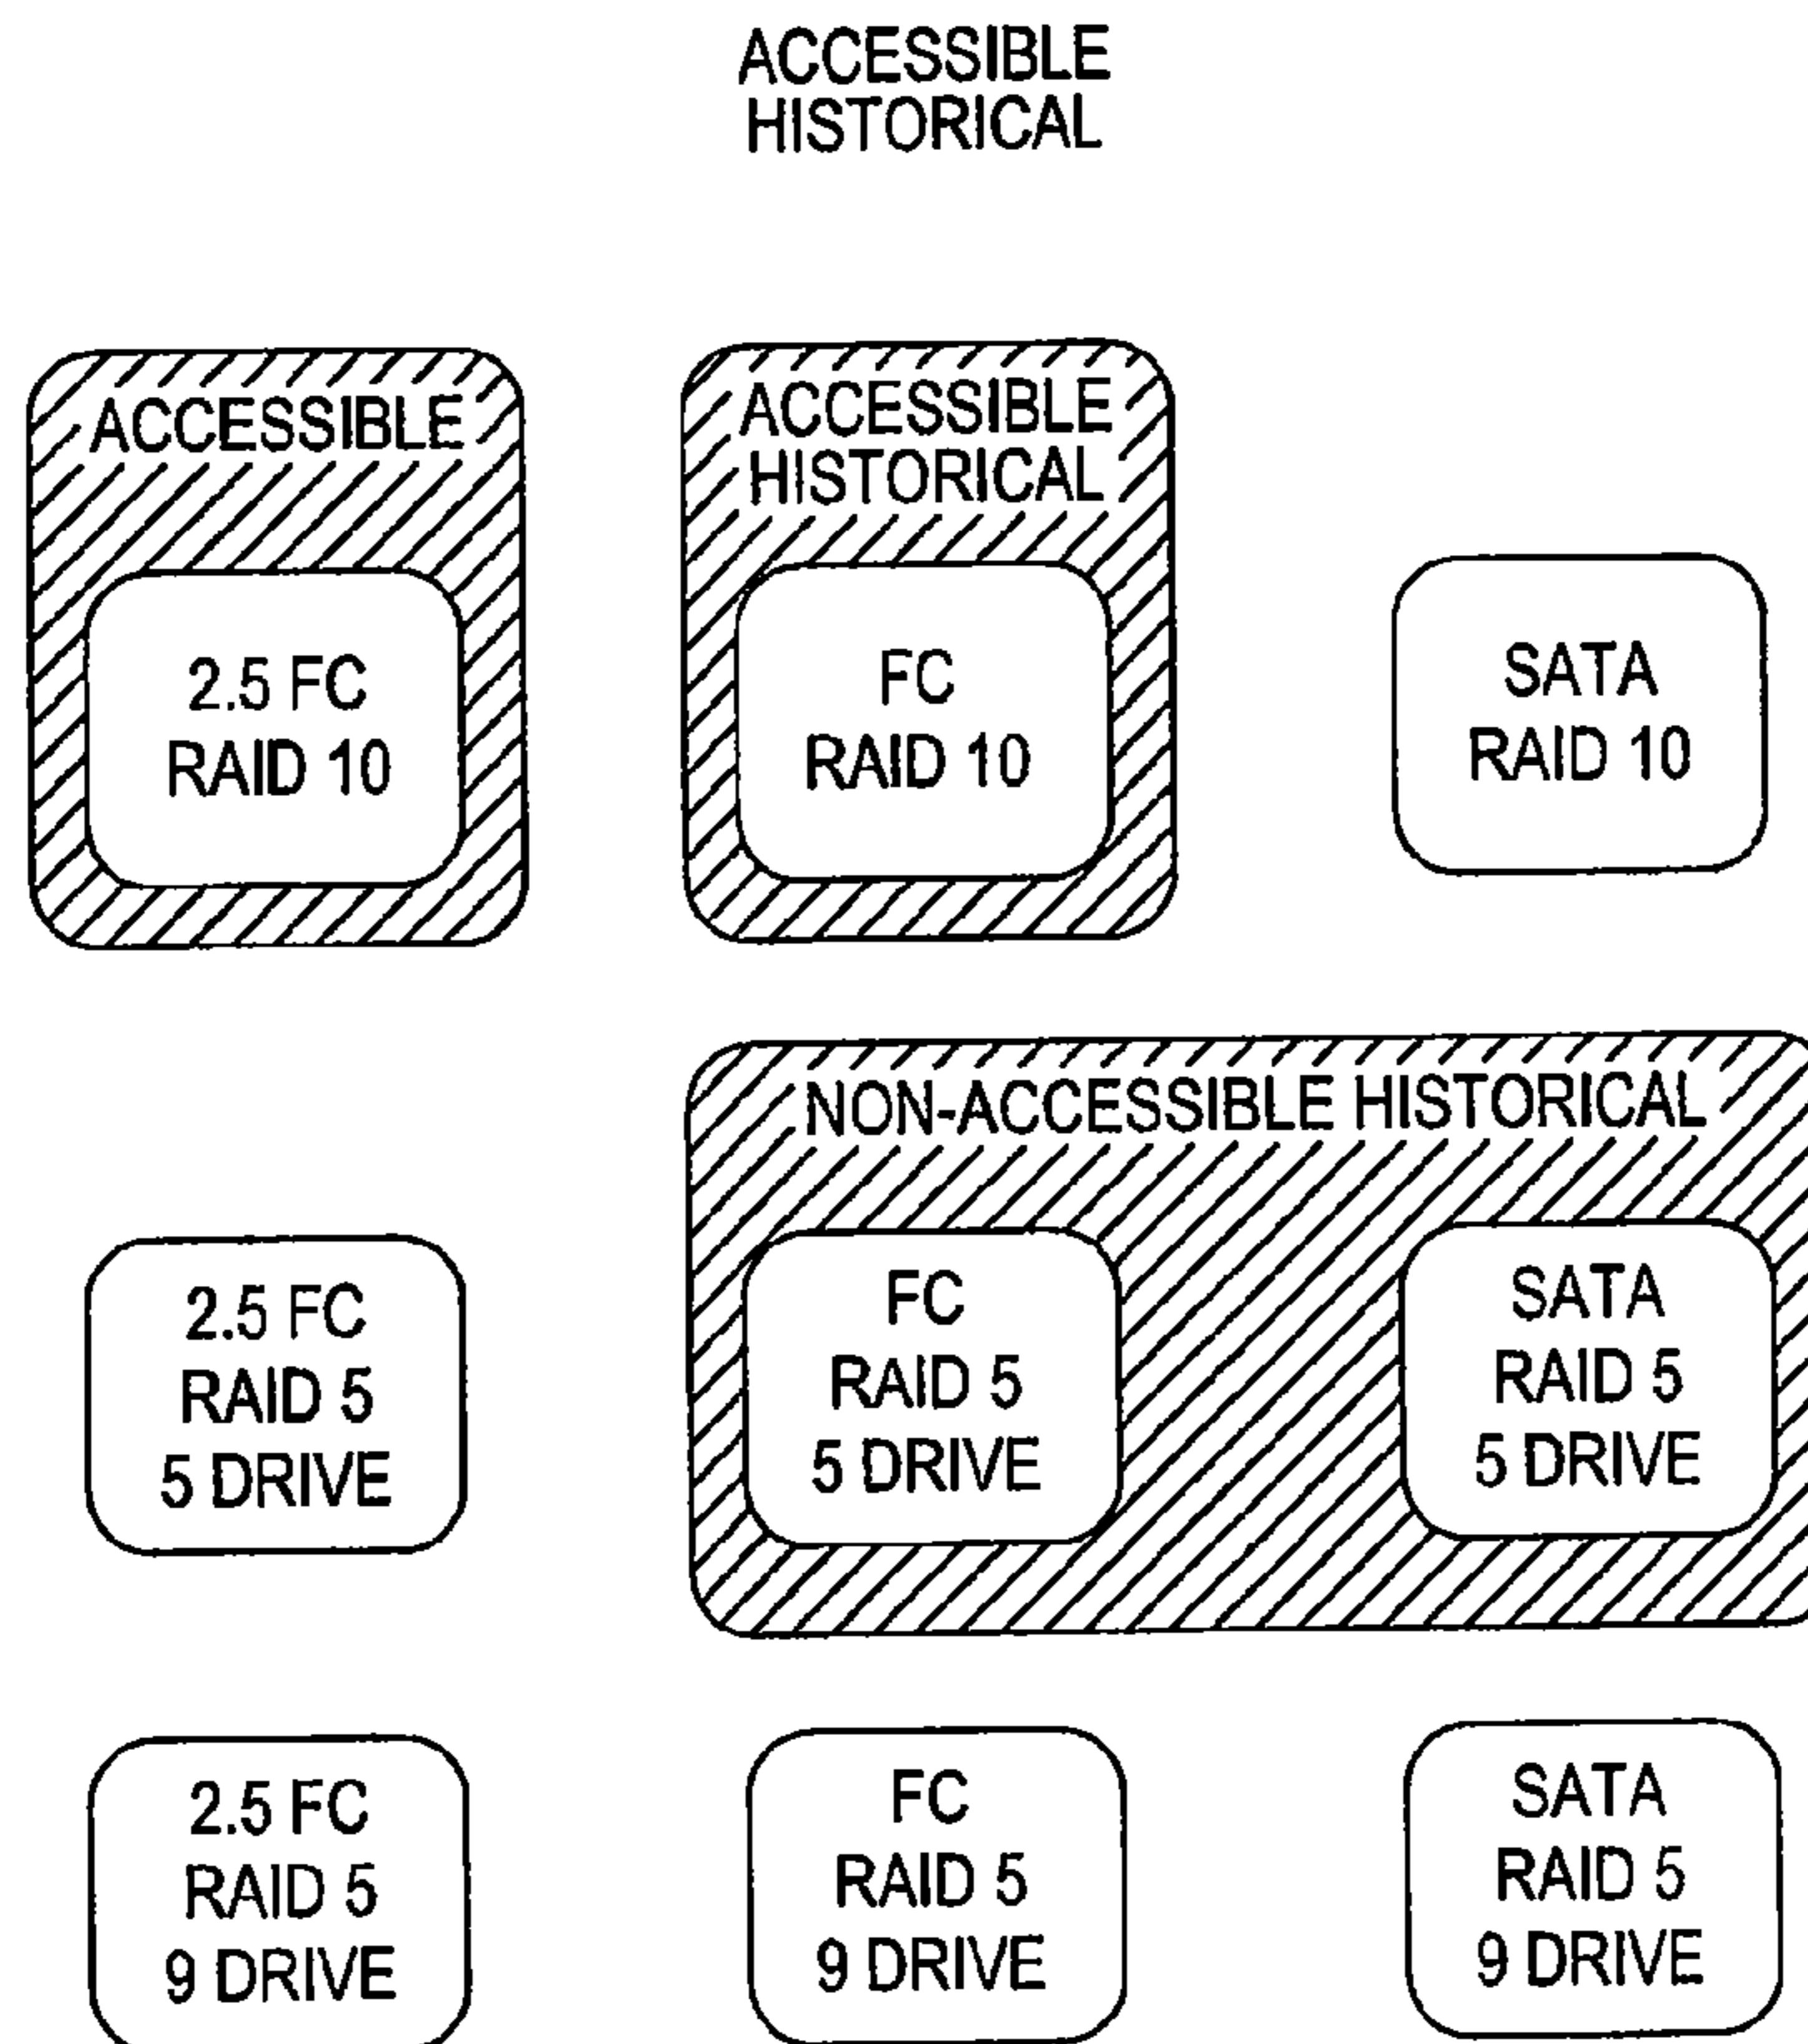 ACCESSIBLE
HISTORICAL
ACCESSIBLE
2.5 FC
RAID 10
ACCESSIBLE
HISTORICAL
FC
RAID 10
SATA
RAID 10
NON-ACCESSIBLE HISTORICAL
2.5 FC
RAID 5
5 DRIVE
FC
RAID 5
5 DRIVE
SATA
RAID 5
5 DRIVE
2.5 FC
RAID 5
9 DRIVE
FC
RAID 5
9 DRIVE
SATA
RAID 5
9 DRIVE